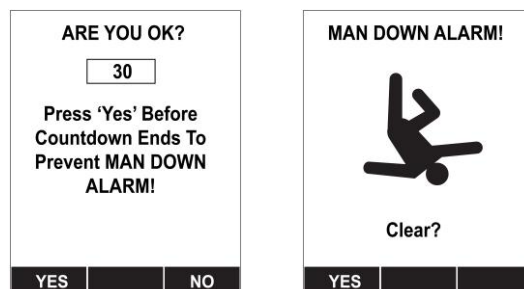 ARE YOU OK?
30
Press ‘Yes’ Before
Countdown Ends To
Prevent MAN DOWN
ALARM!
YES NO
MAN DOWN ALARM!
Clear?
YES